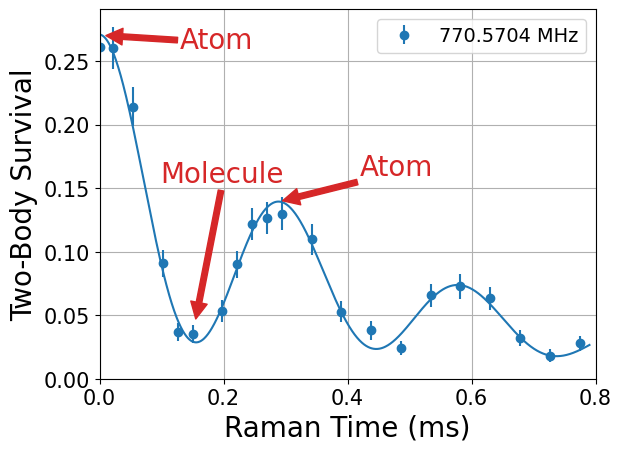 770.5704 MHz
Atom
Molecule
Atom
Two-Body Survival
0.25
0.20
0.15
0.10
0.05
0.00
0.0 0.2 0.4 0.6 0.8
Raman Time (ms)